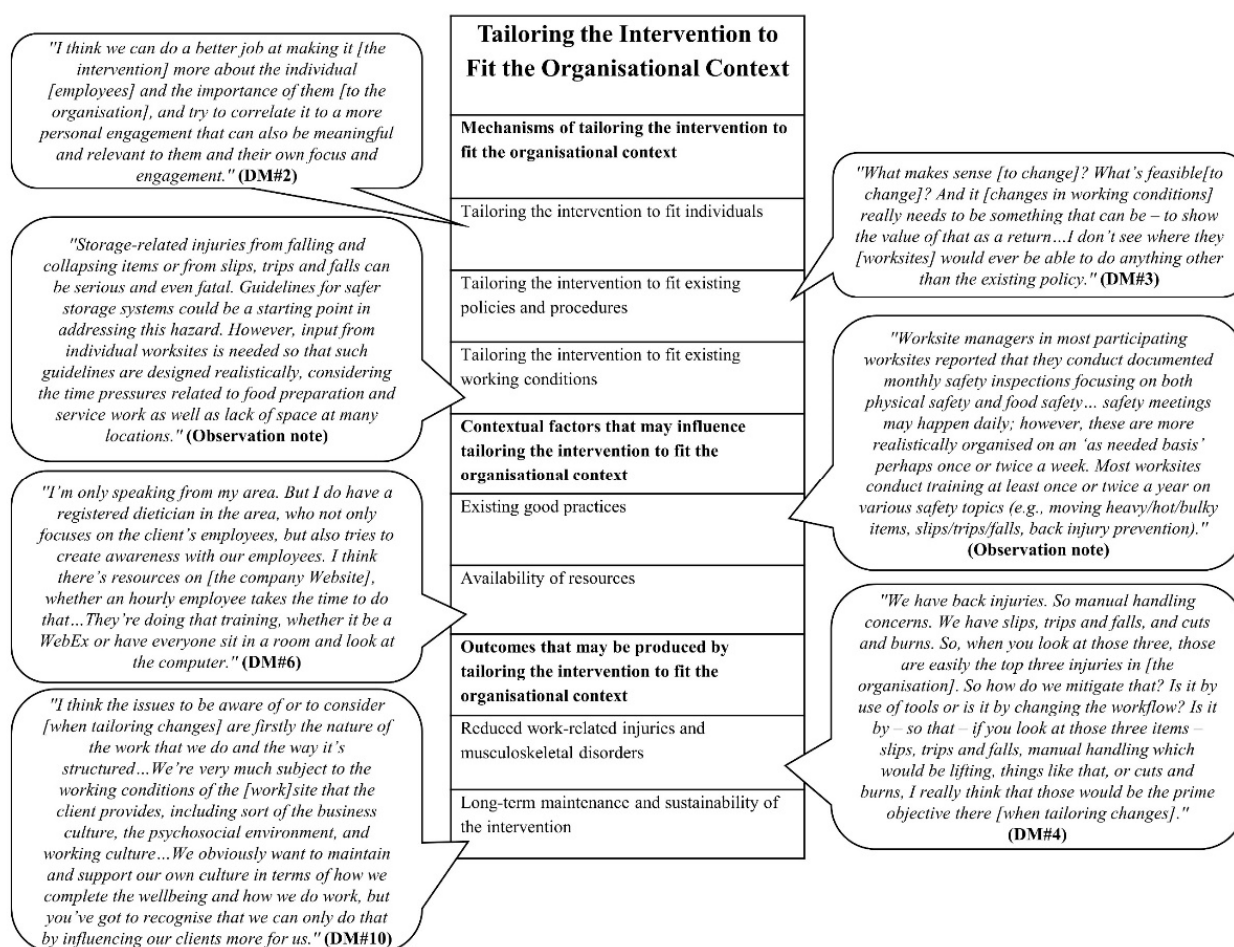 Tailoring the Intervention to
Fit the Organisational Context
Mechanisms of tailoring the intervention to
fit the organisational context
Tailoring the intervention to fit individuals
Tailoring the intervention to fit existing
policies and procedures
Tailoring the intervention to fit existing
working conditions
Contextual factors that may influence
tailoring the intervention to fit the
organisational context
Existing good practices
Availability of resources
Outcomes that may be produced by
tailoring the intervention to fit the
organisational context
Reduced work-related injuries and
musculoskeletal disorders
Long-term maintenance and sustainability of
the intervention
"I think we can do a better job at making it [the
intervention] more about the individual
[employees] and the importance of them [to the
organisation], and try to correlate it to a more
personal engagement that can also be meaningful
and relevant to them and their own focus and
engagement." (DM#2)
"Storage-related injuries from falling and
collapsing items or from slips, trips and falls can
be serious and even fatal. Guidelines for safer
storage systems could be a starting point in
addressing this hazard. However, input from
individual worksites is needed so that such
guidelines are designed realistically, considering
the time pressures related to food preparation and
service work as well as lack of space at many
locations." (Observation note)
"I'm only speaking from my area. But I do have a
registered dietician in the area, who not only
focuses on the client's employees, but also tries to
create awareness with our employees. I think
there's resources on [the company Website],
whether an hourly employee takes the time to do
that…They're doing that training, whether it be a
WebEx or have everyone sit in a room and look at
the computer." (DM#6)
"I think the issues to be aware of or to consider
[when tailoring changes] are firstly the nature of
the work that we do and the way it's
structured…We're very much subject to the
working conditions of the [work]site that the
client provides, including sort of the business
culture, the psychosocial environment, and
working culture…We obviously want to maintain
and support our own culture in terms of how we
complete the wellbeing and how we do work, but
you've got to recognise that we can only do that
by influencing our clients more for us." (DM#10)
"What makes sense [to change]? What's feasible[to
change]? And it [changes in working conditions]
really needs to be something that can be – to show
the value of that as a return…I don't see where they
[worksites] would ever be able to do anything other
than the existing policy." (DM#3)
"Worksite managers in most participating
worksites reported that they conduct documented
monthly safety inspections focusing on both
physical safety and food safety… safety meetings
may happen daily; however, these are more
realistically organised on an 'as needed basis'
perhaps once or twice a week. Most worksites
conduct training at least once or twice a year on
various safety topics (e.g., moving heavy/hot/bulky
items, slips/trips/falls, back injury prevention)."
(Observation note)
"We have back injuries. So manual handling
concerns. We have slips, trips and falls, and cuts
and burns. So, when you look at those three, those
are easily the top three injuries in [the
organisation]. So how do we mitigate that? Is it by
use of tools or is it by changing the workflow? Is it
by – so that – if you look at those three items –
slips, trips and falls, manual handling which
would be lifting, things like that, or cuts and
burns, I really think that those would be the prime
objective there [when tailoring changes]."
(DM#4)